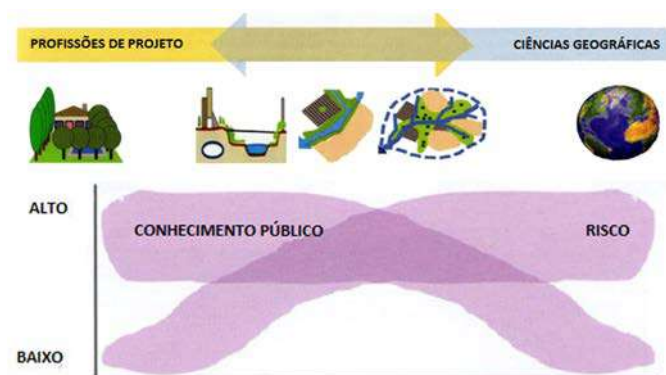 PROFISSÕES DE PROJETO
CIÊNCIAS GEOGRÁFICAS
ALTO
CONHECIMENTO PÚBLICO
RISCO
BAIXO